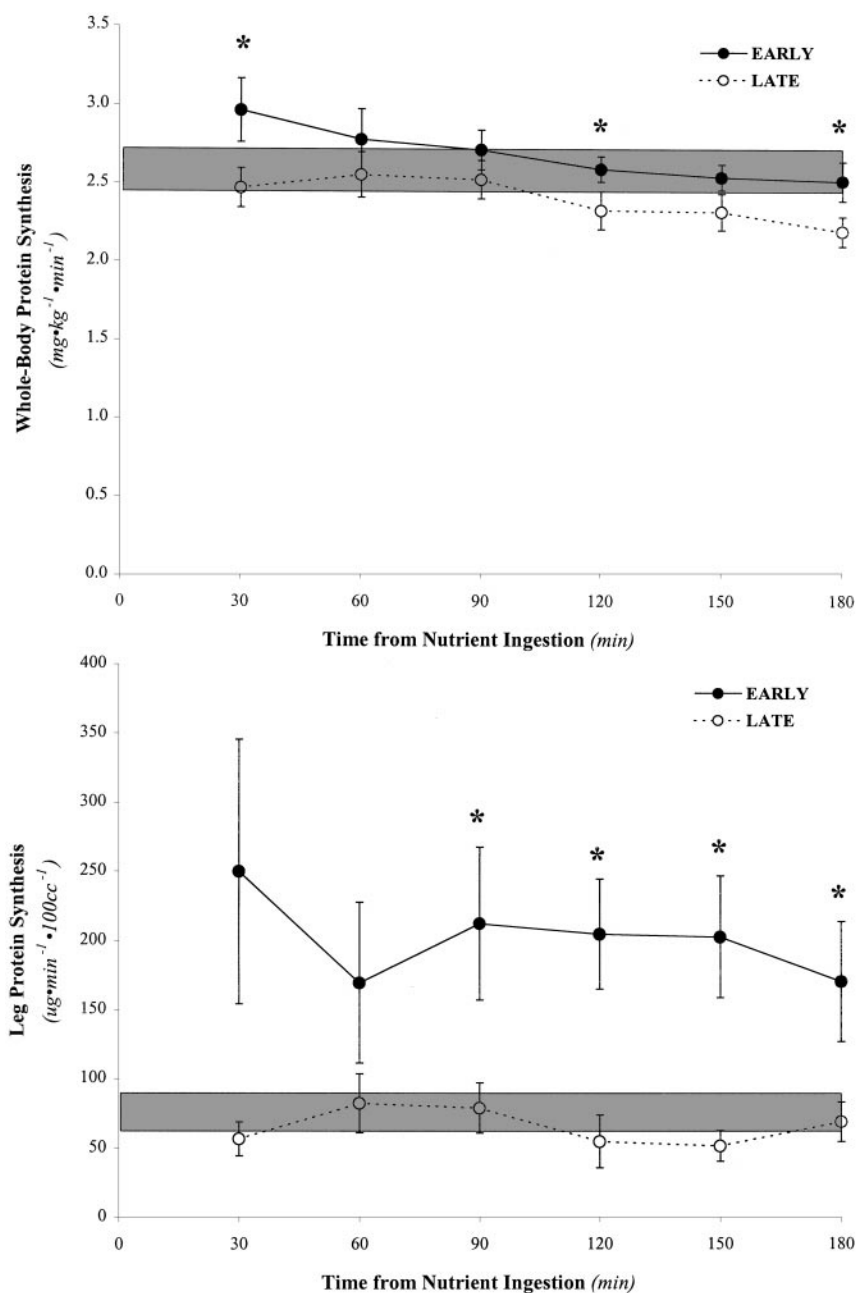 3.5
3.0
2.5
2.0
1.5
1.0
0.5
0.0
Whole-Body Protein Synthesis
(mg•kg⁻¹•min⁻¹)
*
*
*
EARLY
LATE
0 30 60 90 120 150 180
Time from Nutrient Ingestion (min)
400
350
300
250
200
150
100
50
0
Leg Protein Synthesis
(ug•min⁻¹•100cc⁻¹)
*
*
*
*
EARLY
LATE
0 30 60 90 120 150 180
Time from Nutrient Ingestion (min)